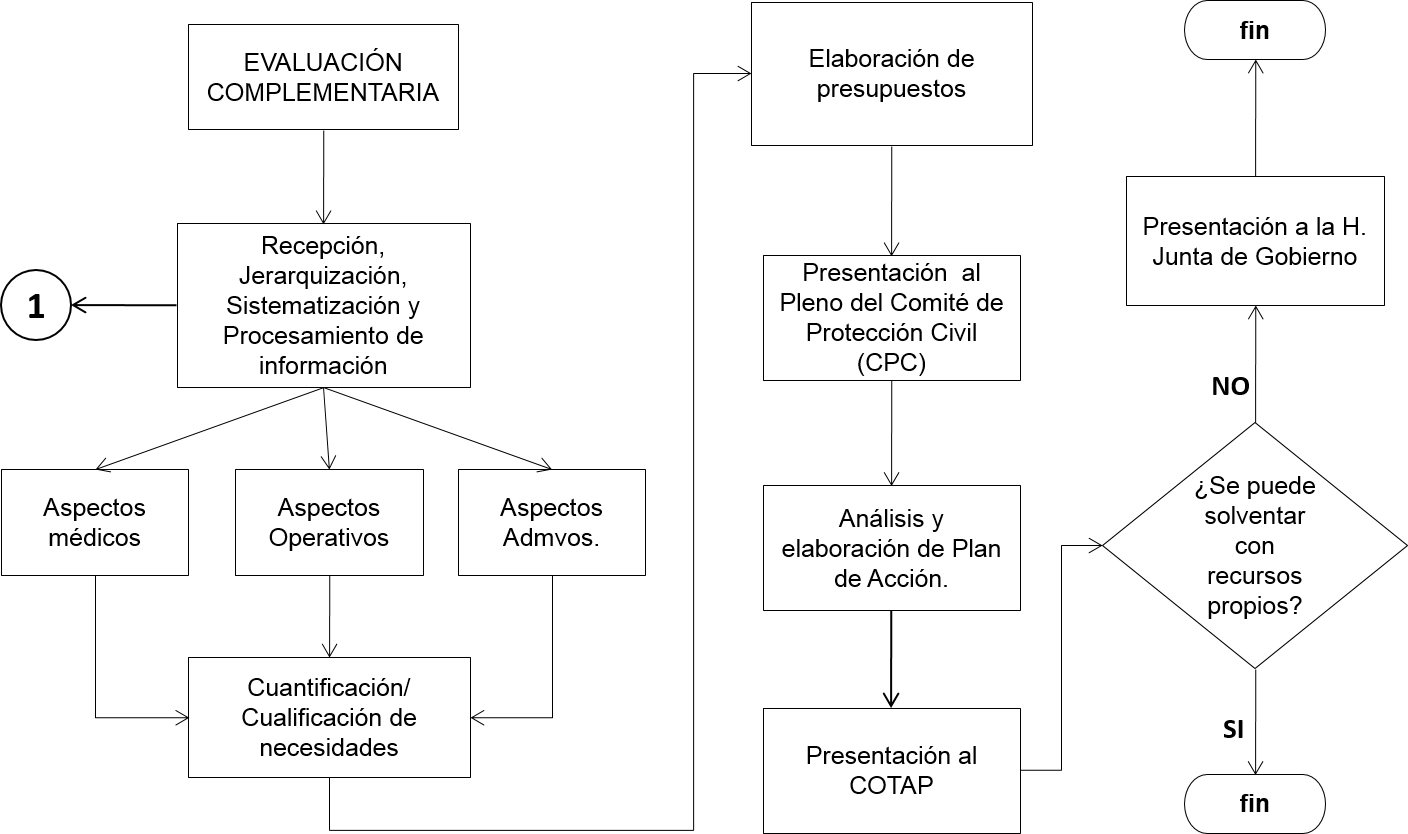 EVALUACIÓN
COMPLEMENTARIA
Recepción,
Jerarquización,
Sistematización y
Procesamiento de
información
1
Aspectos
médicos
Aspectos
Operativos
Aspectos
Admvos.
Cuantificación/
Cualificación de
necesidades
Elaboración de
presupuestos
Presentación al
Pleno del Comité de
Protección Civil
(CPC)
Análisis y
elaboración de Plan
de Acción.
Presentación al
COTAP
¿Se puede
solventar
con
recursos
propios?
NO
Presentación a la H.
Junta de Gobierno
fin
SI
fin